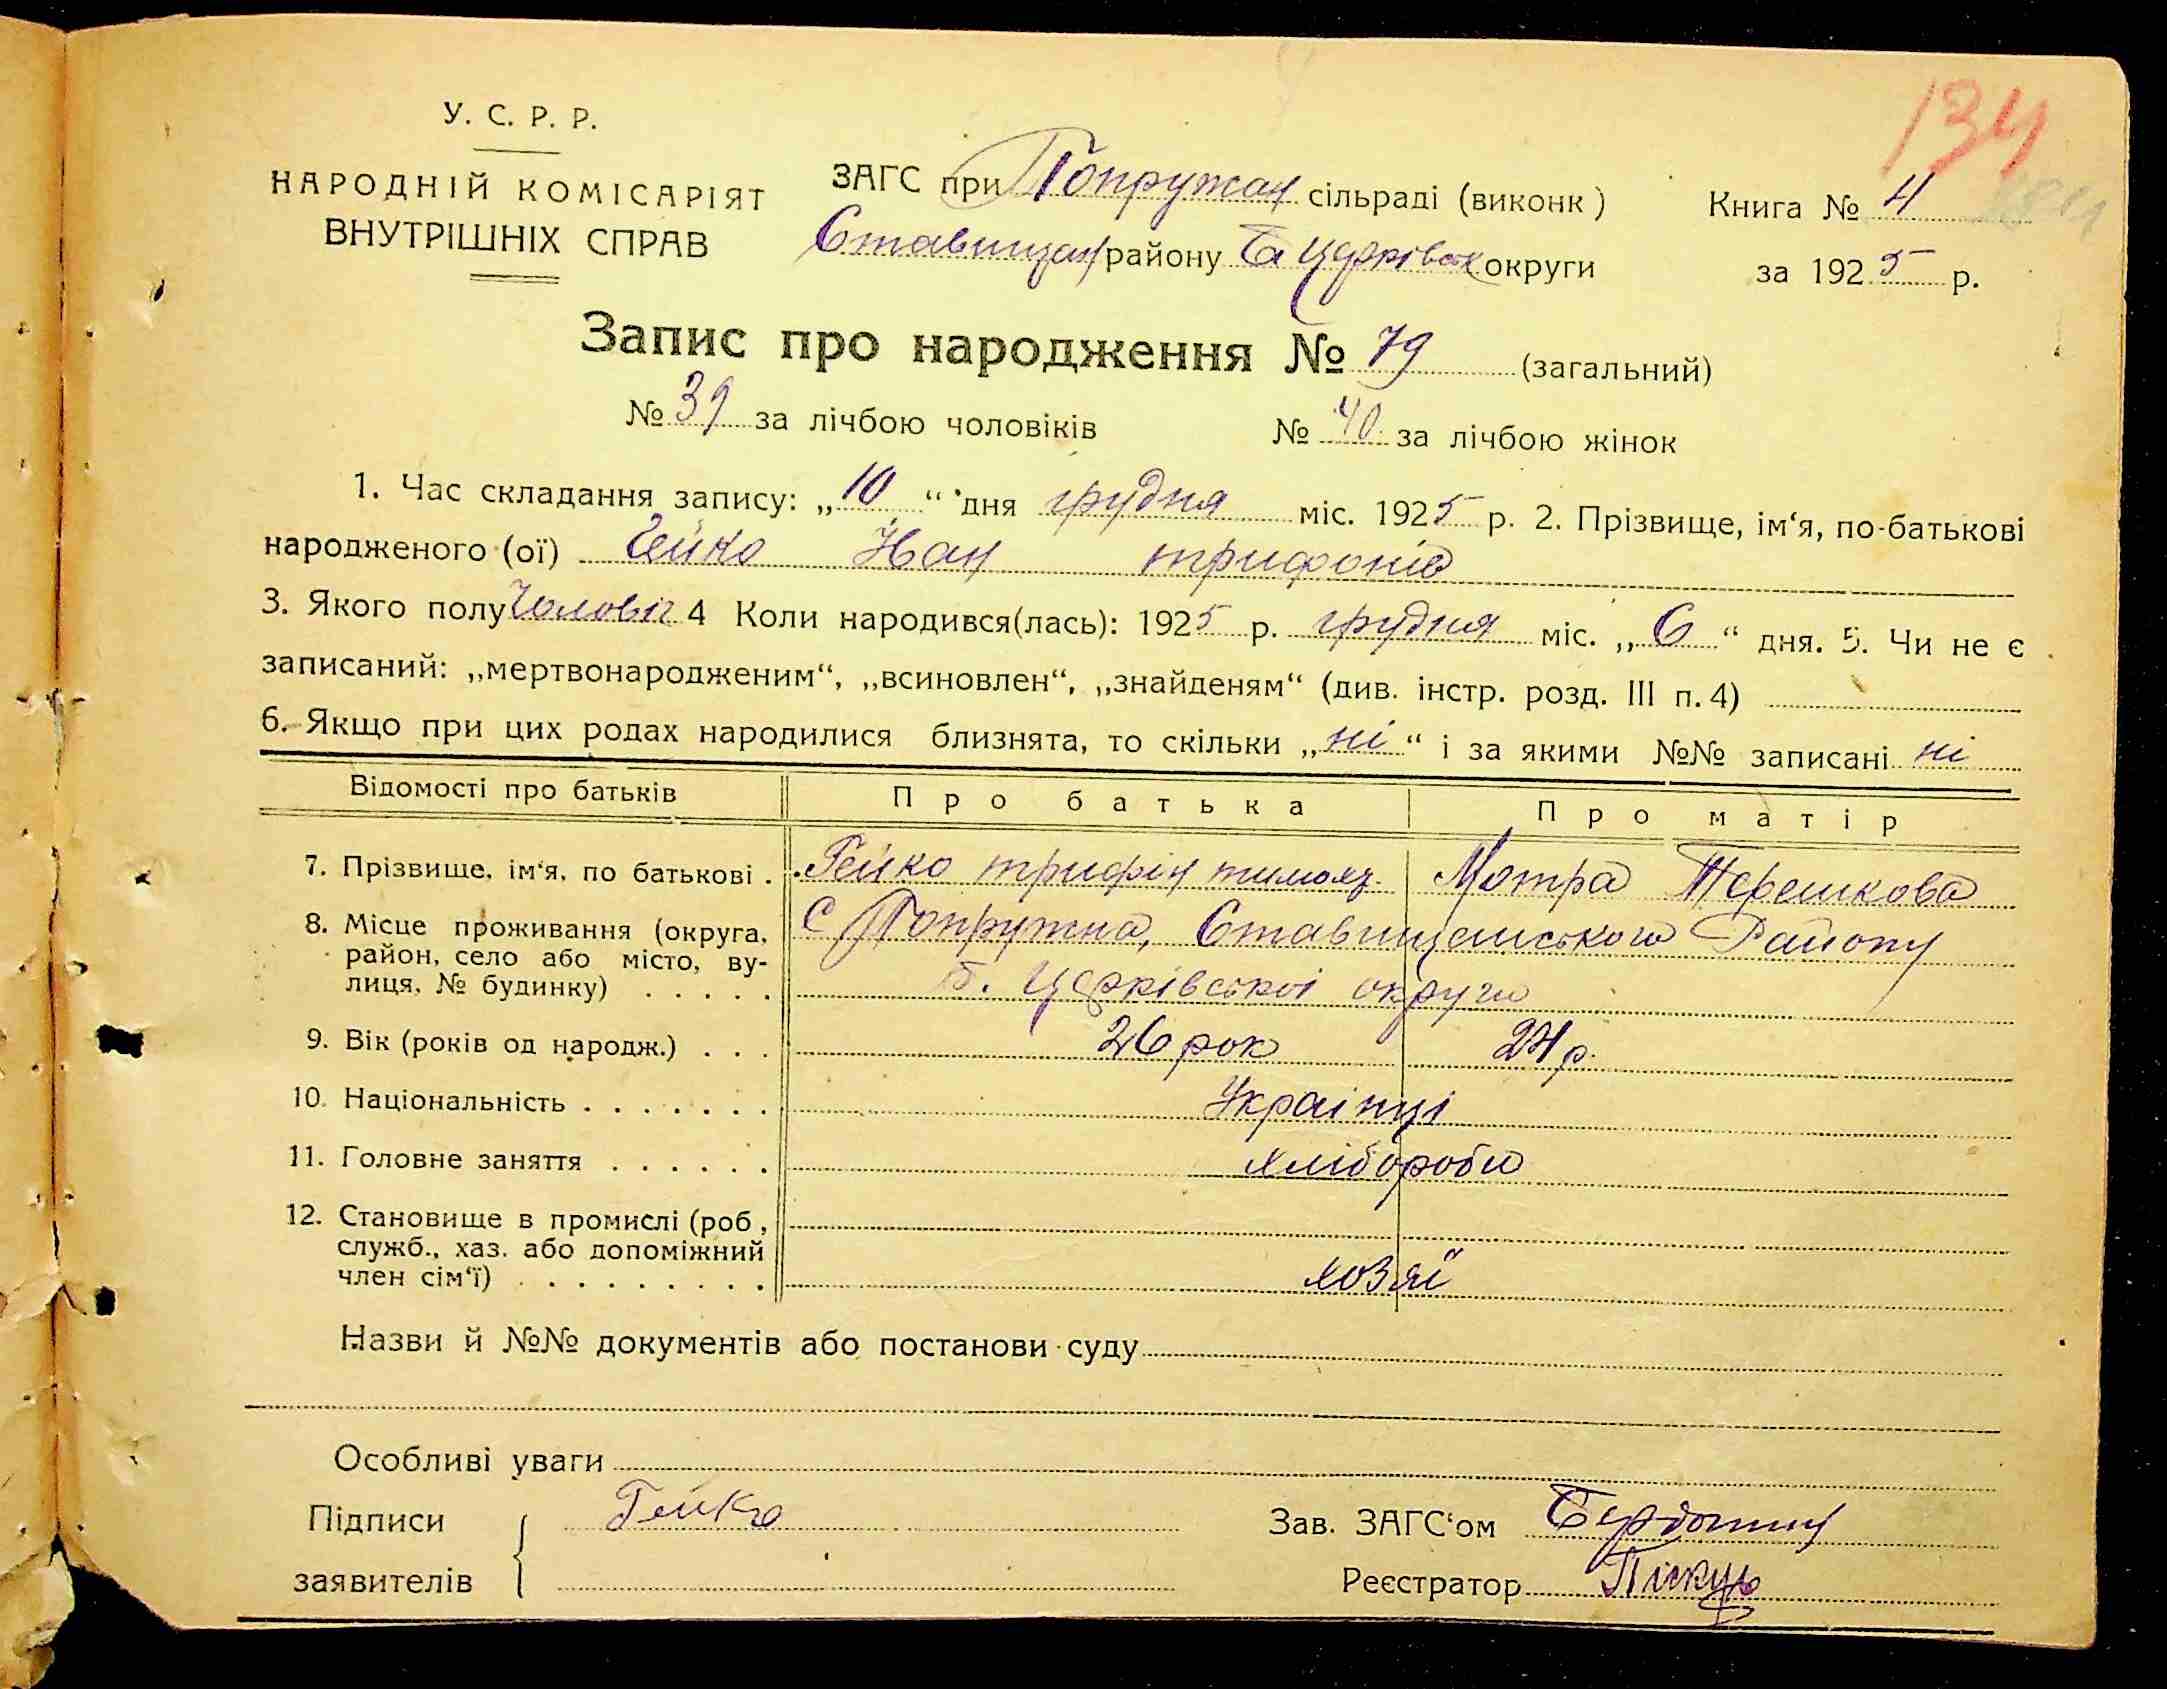 134
У. С. Р. Р.
НАРОДНІЙ КОМІСАРІЯТ
ВНУТРІШНІХ СПРАВ
ЗАГС при Попружан сільраді (виконк)
Ставищан району Б Церківськ округи
Книга № 4
за 1925 р.
Запис про народження № 79 (загальний)
№ 39 за лічбою чоловіків № 40 за лічбою жінок
1. Час складання запису: „10“ дня грудня міс. 1925 р. 2. Прізвище, ім‘я, по-батькові
народженого (ої) Гейко Іван трифонів
3. Якого полу Чоловіч 4 Коли народився(лась): 1925 р. грудня міс. „6“ дня. 5. Чи не є
записаний: „мертвонародженим“, „всиновлен“, „знайденям“ (див. інстр. розд. III п. 4)
6. Якщо при цих родах народилися близнята, то скільки „ні“ і за якими №№ записані ні
Відомості про батьків Про батька Про матір
7. Прізвище, ім‘я, по батькові . Гейко трифін тимох. Мотра Терешкова
8. Місце проживання (округа, район, село або місто, вулиця, № будинку) . . . . . С Попружна, Ставищанського Району
Б. Церківської округи
9. Вік (років од народж.) . . . 26 рок 24 р.
10. Національність . . . . . . . Українці
11. Головне заняття . . . . . . хлібороби
12. Становище в промислі (роб, служб., хаз. або допоміжний член сім‘ї) . . . . . . . . . хозяї
Назви й №№ документів або постанови суду
Особливі уваги
Підписи Гейко Зав. ЗАГС‘ом
заявителів Реєстратор